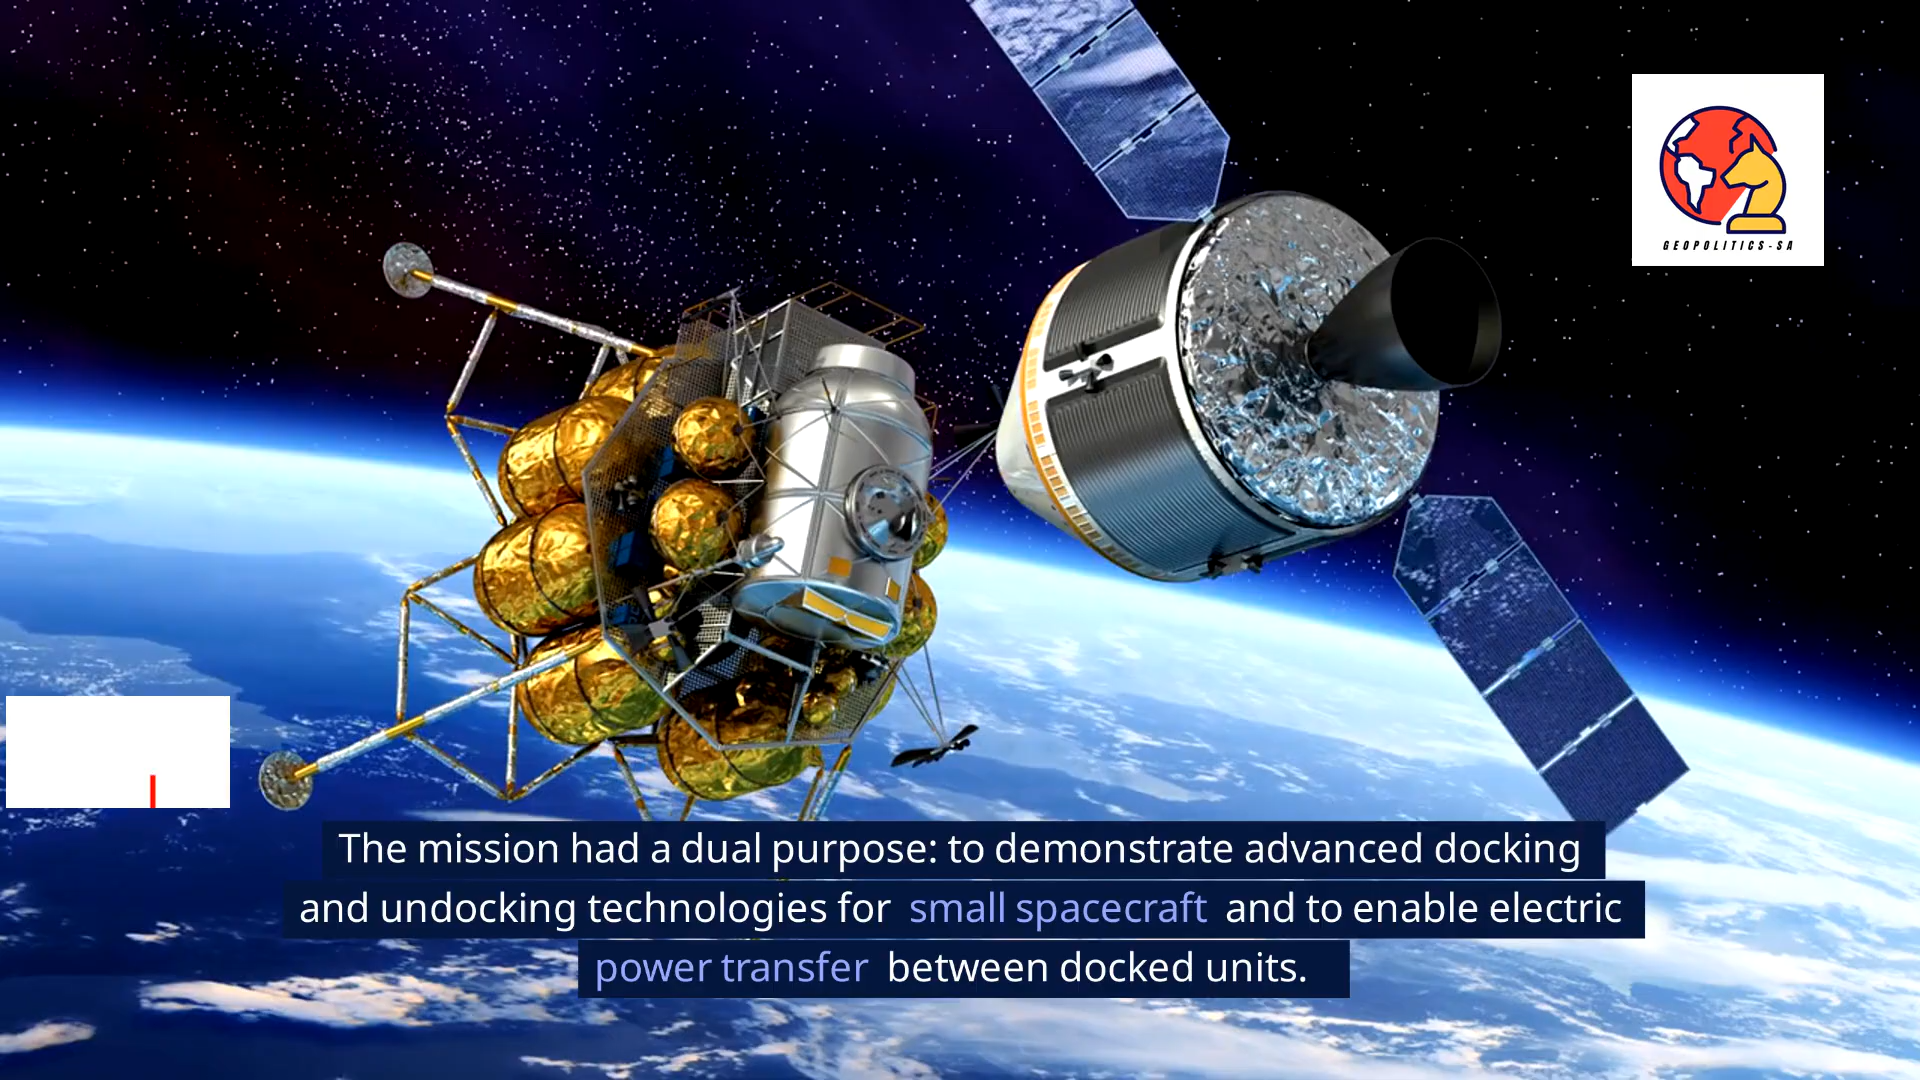 GEOPOLITICS-SA
The mission had a dual purpose: to demonstrate advanced docking
and undocking technologies for small spacecraft and to enable electric
power transfer between docked units.